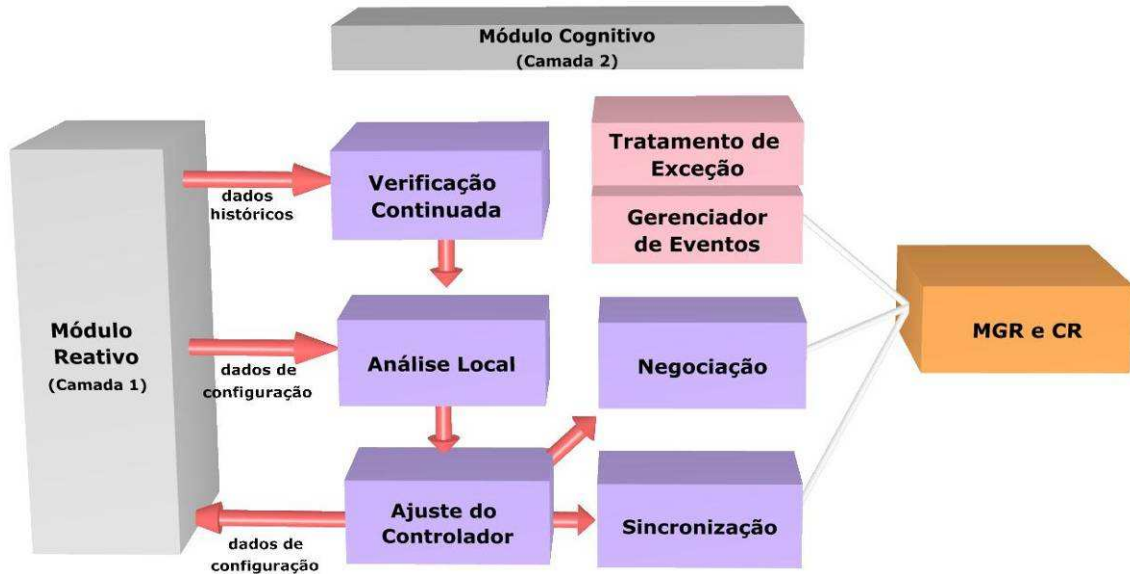 Módulo Cognitivo
(Camada 2)
Tratamento de
Exceção
Verificação
Continuada
dados
históricos
Gerenciador
de Eventos
Módulo
Reativo
(Camada 1)
MGR e CR
Análise Local
Negociação
dados de
configuração
Ajuste do
Controlador
Sincronização
dados de
configuração